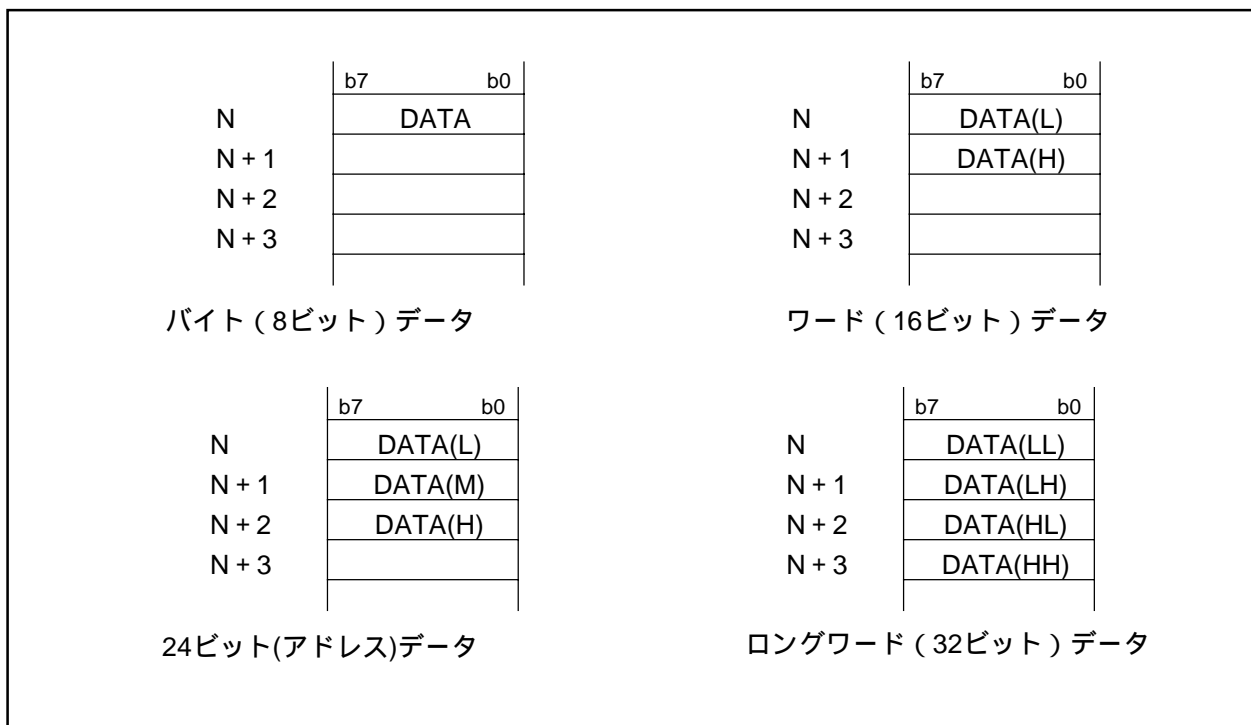 b7 b0
N DATA
N + 1
N + 2
N + 3
バイト（8ビット）データ
b7 b0
N DATA(L)
N + 1 DATA(H)
N + 2
N + 3
ワード（16ビット）データ
b7 b0
N DATA(L)
N + 1 DATA(M)
N + 2 DATA(H)
N + 3
24ビット(アドレス)データ
b7 b0
N DATA(LL)
N + 1 DATA(LH)
N + 2 DATA(HL)
N + 3 DATA(HH)
ロングワード（32ビット）データ